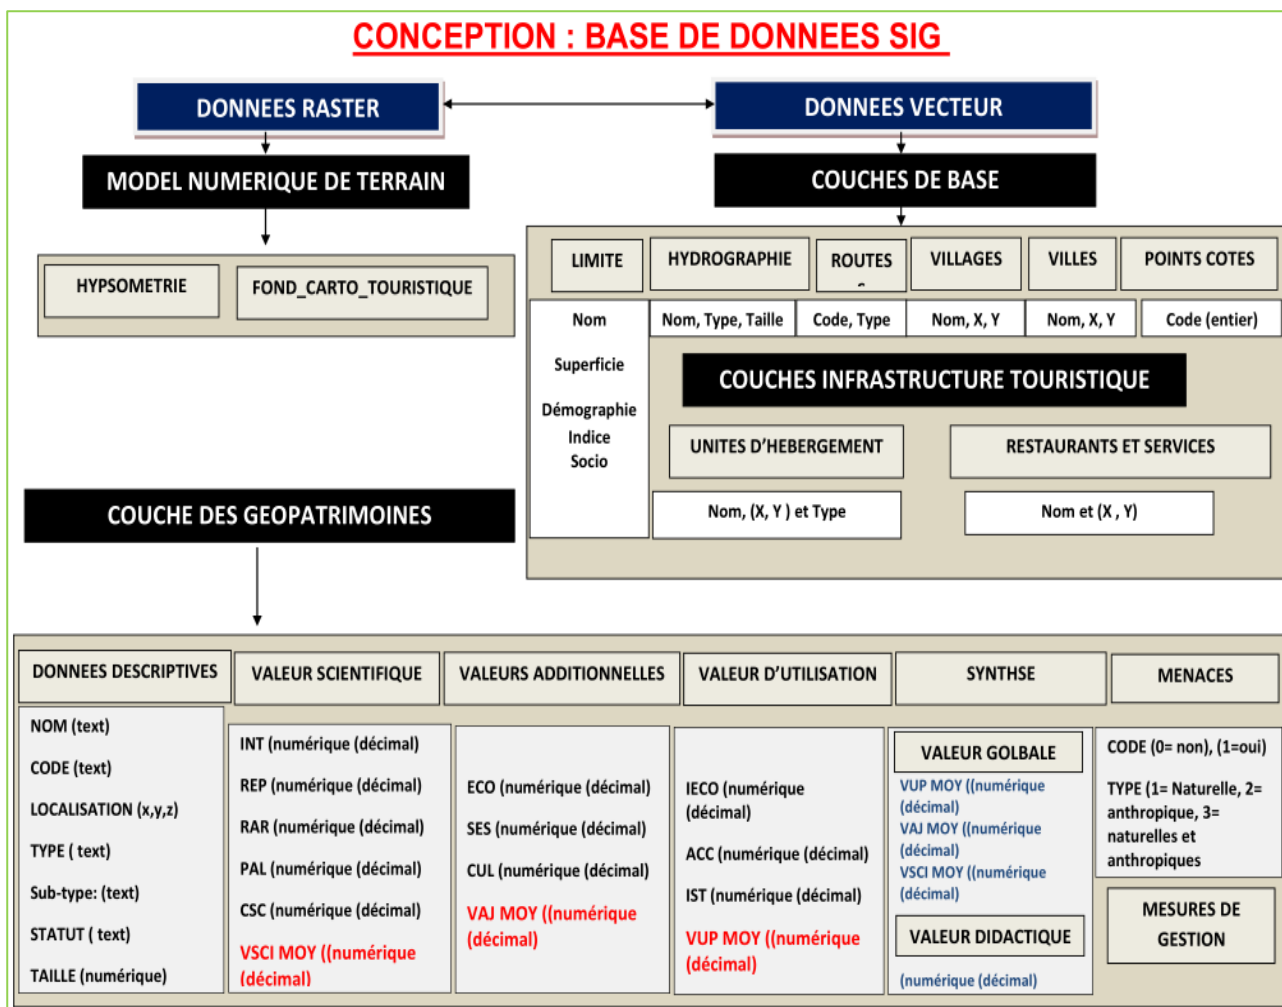 CONCEPTION : BASE DE DONNEES SIG
DONNEES RASTER
DONNEES VECTEUR
MODEL NUMERIQUE DE TERRAIN
COUCHES DE BASE
HYPSOMETRIE
FOND_CARTO_TOURISTIQUE
LIMITE
HYDROGRAPHIE
ROUTES
VILLAGES
VILLES
POINTS COTES
Nom
Superficie
Démographie
Indice
Socio
Nom, Type, Taille
Code, Type
Nom, X, Y
Nom, X, Y
Code (entier)
COUCHES INFRASTRUCTURE TOURISTIQUE
UNITES D'HEBERGEMENT
RESTAURANTS ET SERVICES
Nom, (X, Y ) et Type
Nom et (X , Y)
COUCHE DES GEOPATRIMOINES
DONNEES DESCRIPTIVES
NOM (text)
CODE (text)
LOCALISATION (x,y,z)
TYPE ( text)
Sub-type: (text)
STATUT ( text)
TAILLE (numérique)
VALEUR SCIENTIFIQUE
INT (numérique (décimal)
REP (numérique (décimal)
RAR (numérique (décimal)
PAL (numérique (décimal)
CSC (numérique (décimal)
VSCI MOY ((numérique
(décimal)
VALEURS ADDITIONNELLES
ECO (numérique (décimal)
SES (numérique (décimal)
CUL (numérique (décimal)
VAJ MOY ((numérique
(décimal)
VALEUR D'UTILISATION
IECO (numérique
(décimal)
ACC (numérique (décimal)
IST (numérique (décimal)
VUP MOY ((numérique
(décimal)
SYNTHSE
VALEUR GOLBALE
VUP MOY ((numérique
(décimal)
VAJ MOY ((numérique
(décimal)
VSCI MOY ((numérique
(décimal)
VALEUR DIDACTIQUE
(numérique (décimal)
MENACES
CODE (0= non), (1=oui)
TYPE (1= Naturelle, 2=
anthropique, 3=
naturelles et
anthropiques
MESURES DE
GESTION